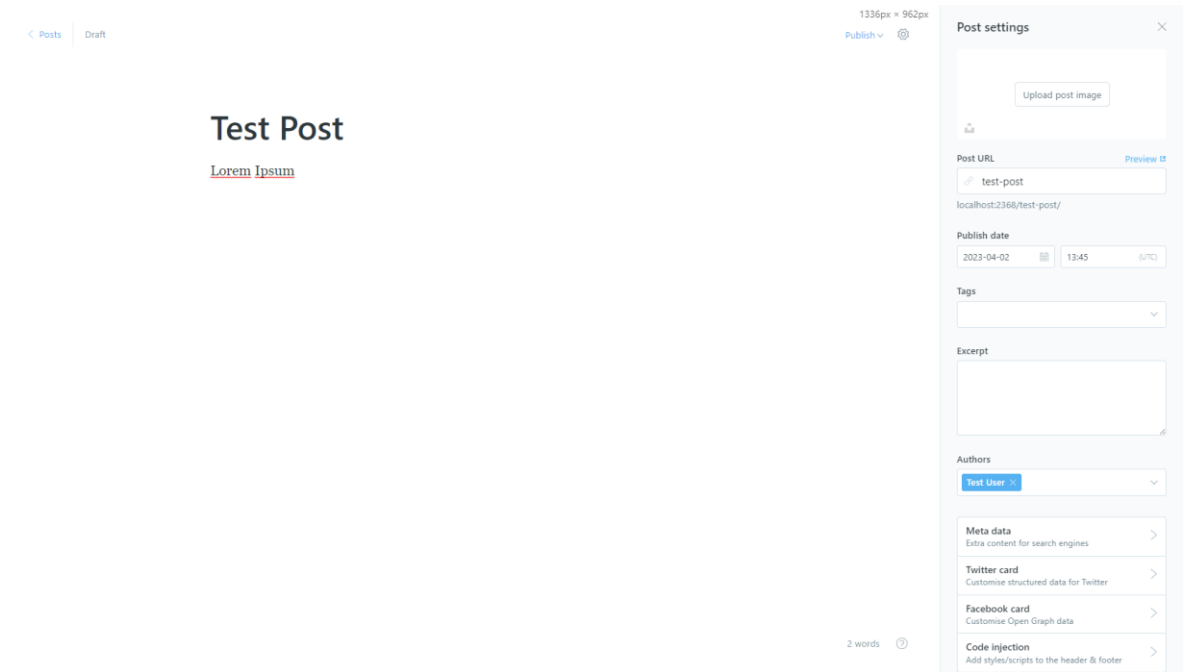 1336px × 962px
Posts
Draft
Publish
Test Post
Lorem Ipsum
2 words
Post settings
Upload post image
Post URL
Preview
test-post
localhost:2368/test-post/
Publish date
2023-04-02
13:45
(UTC)
Tags
Excerpt
Authors
Test User
Meta data
Extra content for search engines
Twitter card
Customise structured data for Twitter
Facebook card
Customise Open Graph data
Code injection
Add styles/scripts to the header & footer